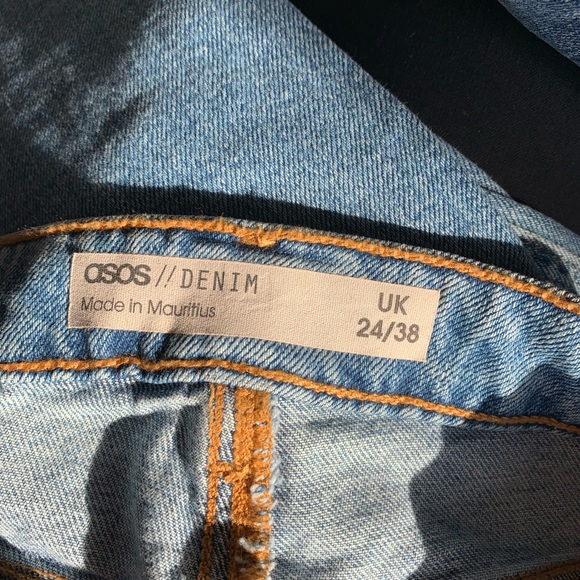 asos // DENIM
Made in Mauritius
UK
24/38